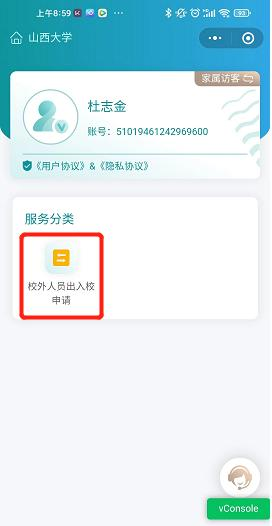 上午8:59
山西大学
家属访客
杜志金
账号：51019461242969600
《用户协议》&《隐私协议》
服务分类
校外人员出入校
申请
vConsole